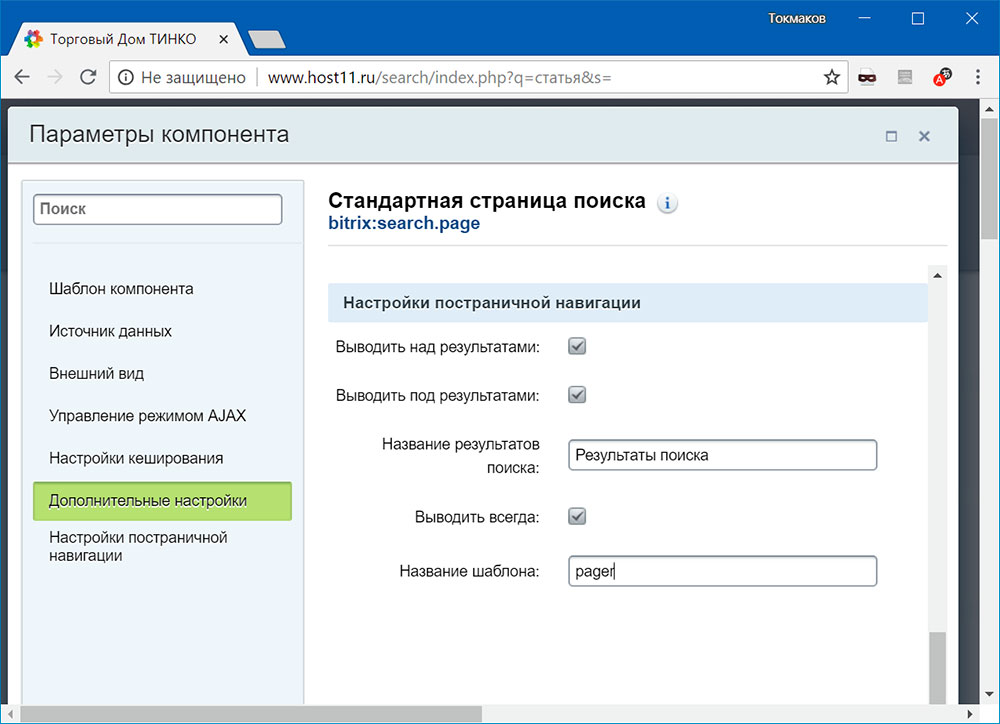 Токмаков
Торговый Дом ТИНКО
Не защищено
www.host11.ru/search/index.php?q=статья&s=
Параметры компонента
Поиск
Шаблон компонента
Источник данных
Внешний вид
Управление режимом AJAX
Настройки кеширования
Дополнительные настройки
Настройки постраничной
навигации
Стандартная страница поиска
bitrix:search.page
Настройки постраничной навигации
Выводить над результатами:
Выводить под результатами:
Название результатов
поиска:
Результаты поиска
Выводить всегда:
Название шаблона:
pager